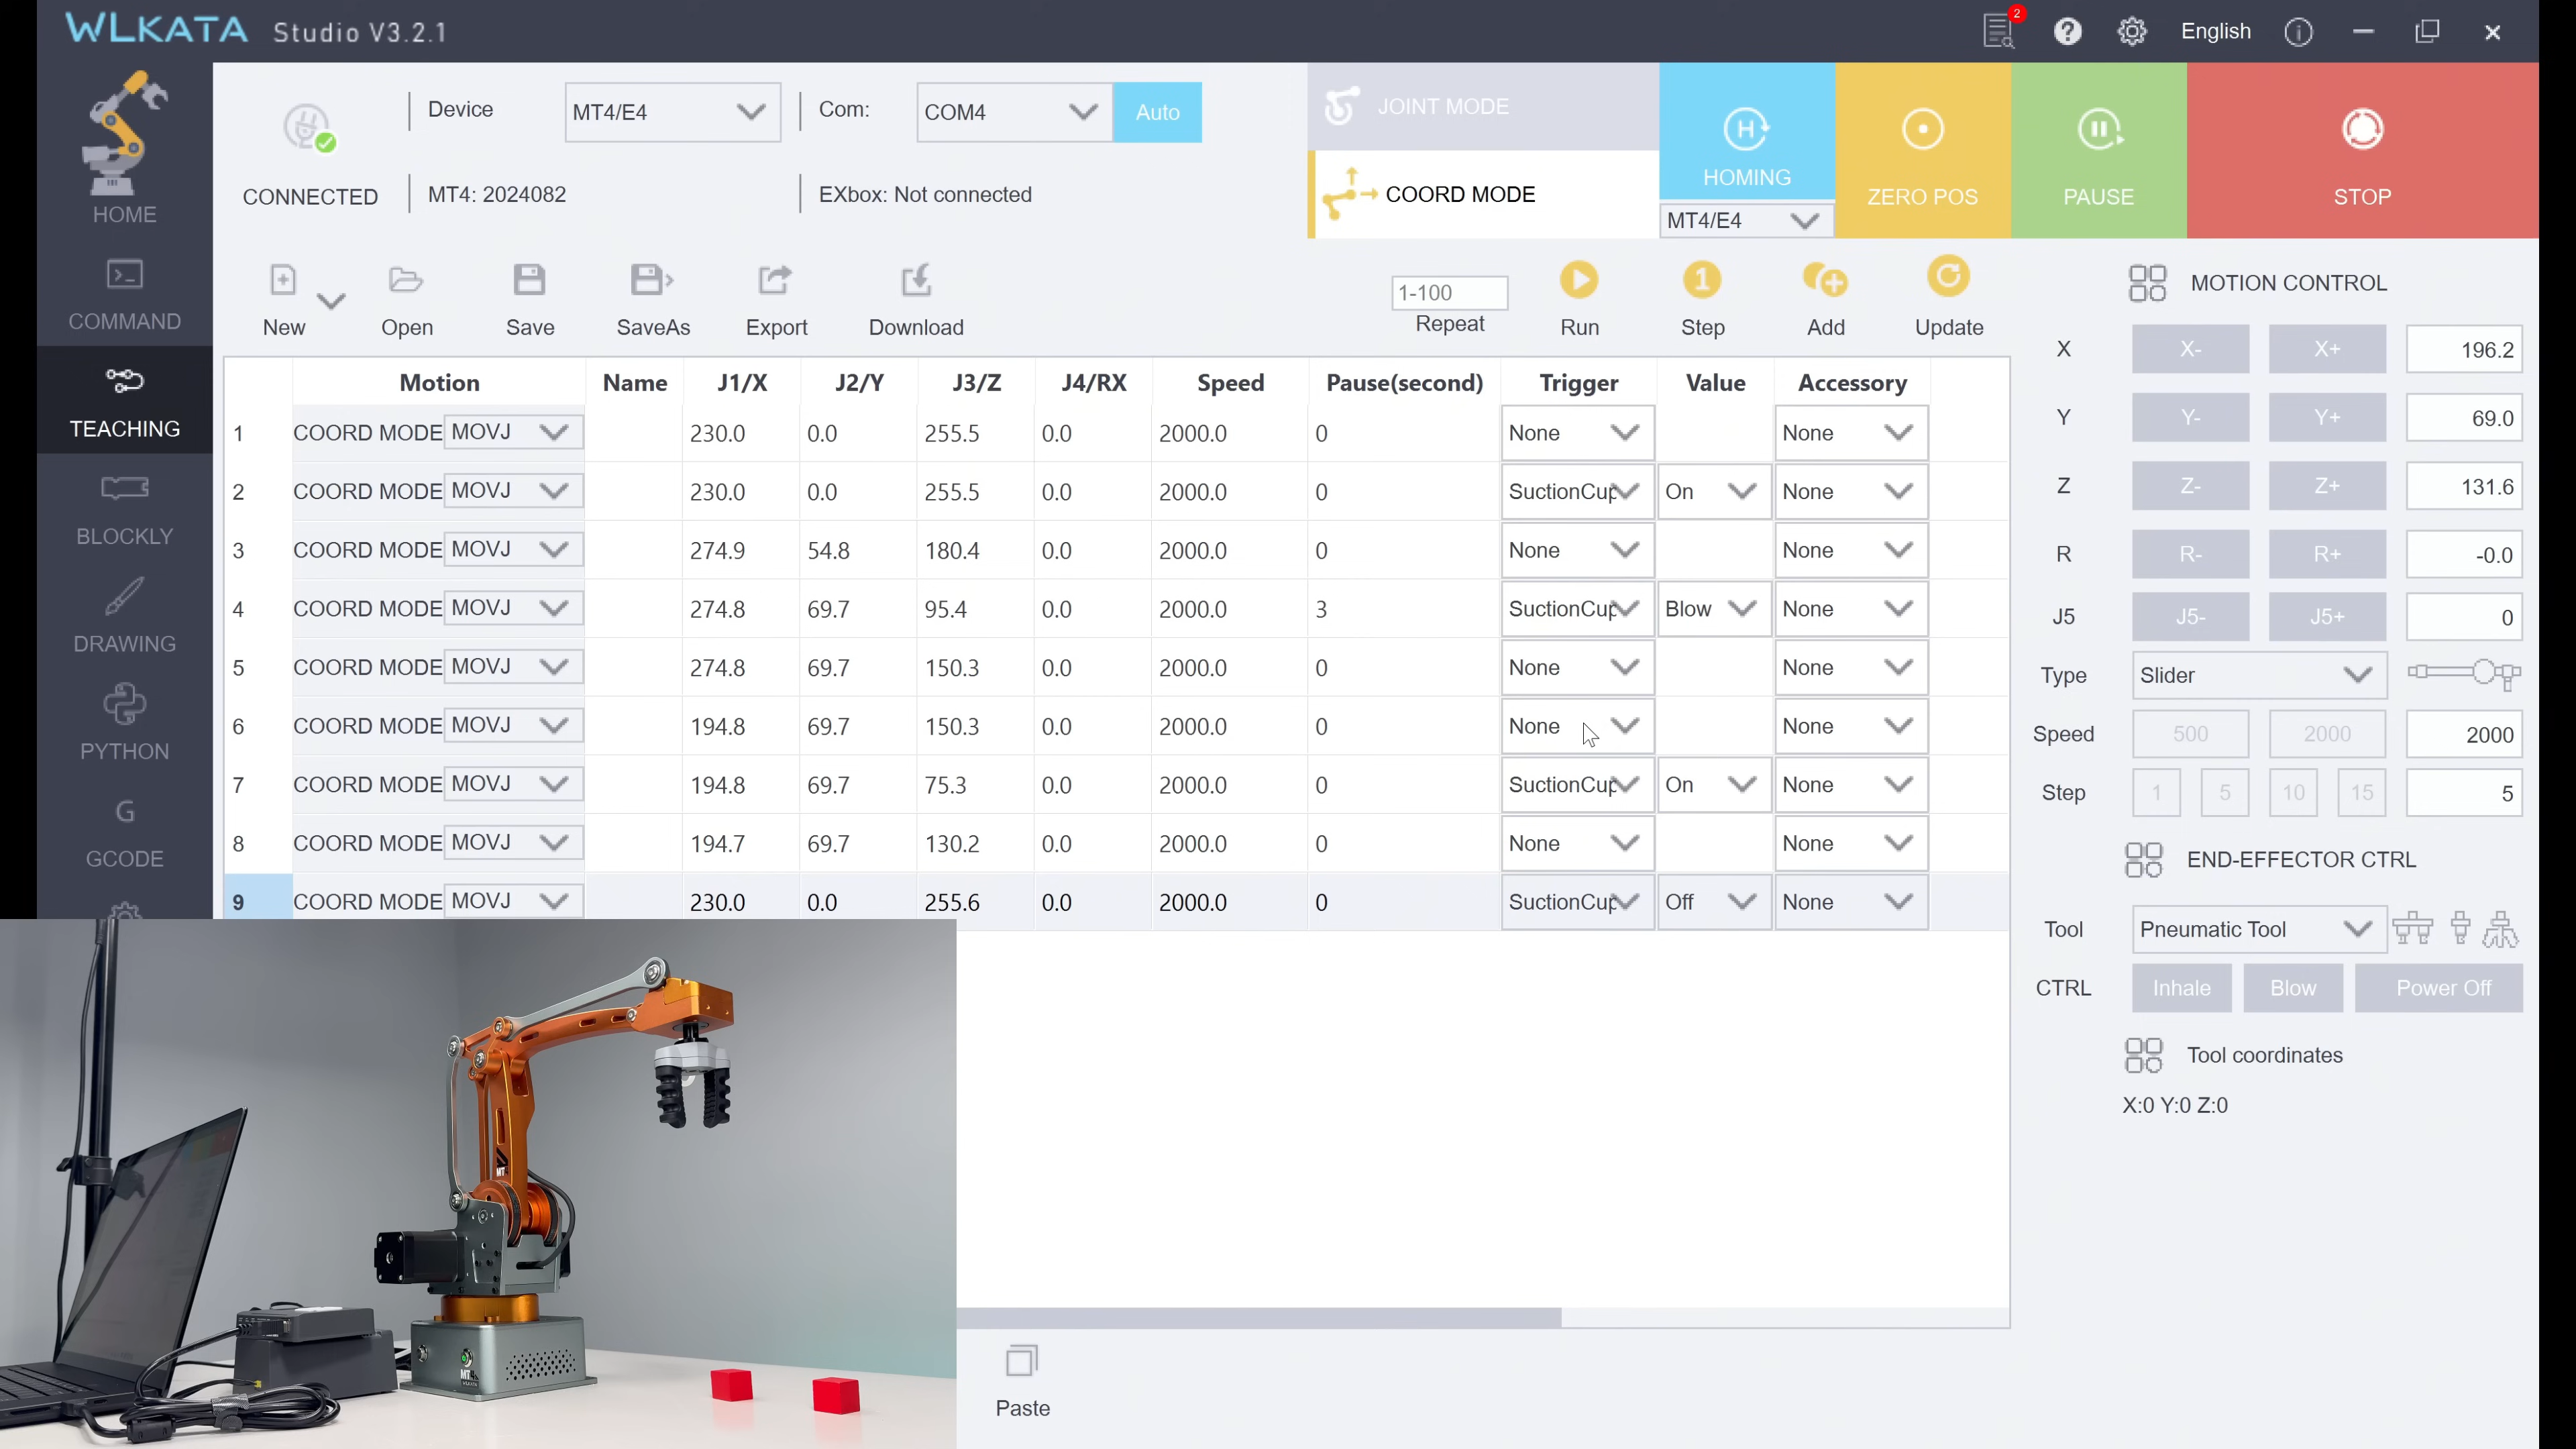 WLKATA Studio V3.2.1
2
English
HOME
COMMAND
TEACHING
BLOCKLY
DRAWING
PYTHON
G
GCODE
Device MT4/E4 Com: COM4 Auto
CONNECTED MT4: 2024082 EXbox: Not connected
JOINT MODE
COORD MODE
HOMING
MT4/E4
ZERO POS
PAUSE
STOP
New Open Save SaveAs Export Download
1-100
Repeat
1
Run Step Add Update
Motion Name J1/X J2/Y J3/Z J4/RX Speed Pause(second) Trigger Value Accessory
1 COORD MODE MOVJ 230.0 0.0 255.5 0.0 2000.0 0 None None
2 COORD MODE MOVJ 230.0 0.0 255.5 0.0 2000.0 0 SuctionCup On None
3 COORD MODE MOVJ 274.9 54.8 180.4 0.0 2000.0 0 None None
4 COORD MODE MOVJ 274.8 69.7 95.4 0.0 2000.0 3 SuctionCup Blow None
5 COORD MODE MOVJ 274.8 69.7 150.3 0.0 2000.0 0 None None
6 COORD MODE MOVJ 194.8 69.7 150.3 0.0 2000.0 0 None None
7 COORD MODE MOVJ 194.8 69.7 75.3 0.0 2000.0 0 SuctionCup On None
8 COORD MODE MOVJ 194.7 69.7 130.2 0.0 2000.0 0 None None
9 COORD MODE MOVJ 230.0 0.0 255.6 0.0 2000.0 0 SuctionCup Off None
MOTION CONTROL
X X- X+ 196.2
Y Y- Y+ 69.0
Z Z- Z+ 131.6
R R- R+ -0.0
J5 J5- J5+ 0
Type Slider
Speed 500 2000 2000
Step 1 5 10 15 5
END-EFFECTOR CTRL
Tool Pneumatic Tool
CTRL Inhale Blow Power Off
Tool coordinates
X:0 Y:0 Z:0
Paste